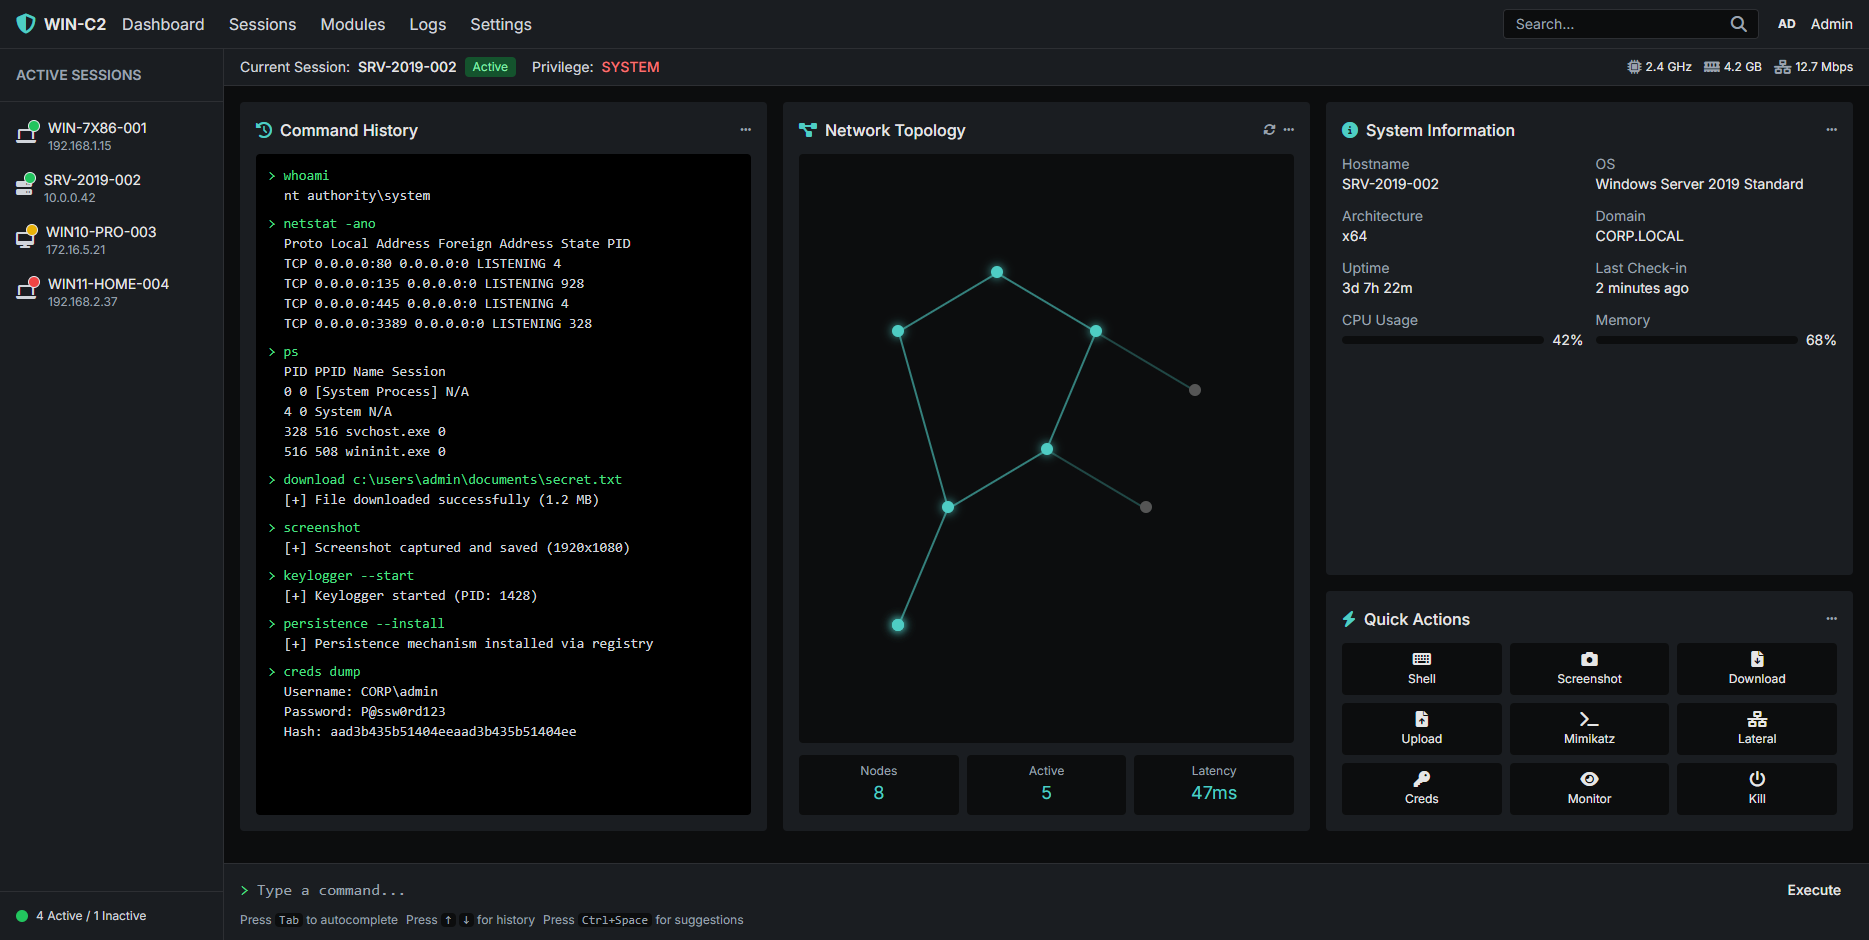 WIN-C2 Dashboard Sessions Modules Logs Settings Search... AD Admin
ACTIVE SESSIONS
WIN-7X86-001
192.168.1.15
SRV-2019-002
10.0.0.42
WIN10-PRO-003
172.16.5.21
WIN11-HOME-004
192.168.2.37
4 Active / 1 Inactive
Current Session: SRV-2019-002 Active Privilege: SYSTEM 2.4 GHz 4.2 GB 12.7 Mbps
Command History
> whoami
nt authority\system
> netstat -ano
Proto Local Address Foreign Address State PID
TCP 0.0.0.0:80 0.0.0.0:0 LISTENING 4
TCP 0.0.0.0:135 0.0.0.0:0 LISTENING 928
TCP 0.0.0.0:445 0.0.0.0:0 LISTENING 4
TCP 0.0.0.0:3389 0.0.0.0:0 LISTENING 328
> ps
PID PPID Name Session
0 0 [System Process] N/A
4 0 System N/A
328 516 svchost.exe 0
516 508 wininit.exe 0
> download c:\users\admin\documents\secret.txt
[+] File downloaded successfully (1.2 MB)
> screenshot
[+] Screenshot captured and saved (1920x1080)
> keylogger --start
[+] Keylogger started (PID: 1428)
> persistence --install
[+] Persistence mechanism installed via registry
> creds dump
Username: CORP\admin
Password: P@ssw0rd123
Hash: aad3b435b51404eeaad3b435b51404ee
Network Topology
Nodes
8
Active
5
Latency
47ms
System Information
Hostname
SRV-2019-002
OS
Windows Server 2019 Standard
Architecture
x64
Domain
CORP.LOCAL
Uptime
3d 7h 22m
Last Check-in
2 minutes ago
CPU Usage
42%
Memory
68%
Quick Actions
Shell
Screenshot
Download
Upload
Mimikatz
Lateral
Creds
Monitor
Kill
> Type a command... Execute
Press Tab to autocomplete Press ↑ ↓ for history Press Ctrl+Space for suggestions